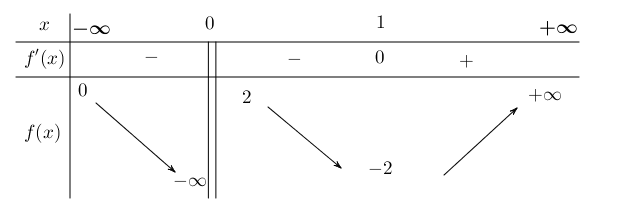 x −∞ 0 1 +∞
f′(x) − − 0 +
0 2 +∞
f(x)
−∞ −2